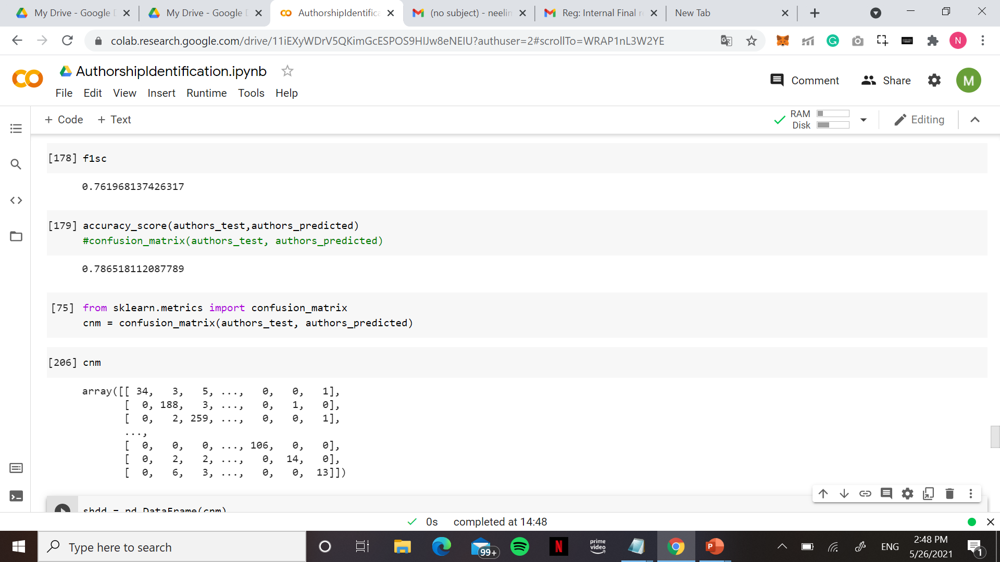 My Drive - Google D
My Drive - Google D
AuthorshipIdentifica
(no subject) - neelin
Reg: Internal Final r
New Tab
colab.research.google.com/drive/11iEXyWDrV5QKimGcESPOS9HIJw8eNEIU?authuser=2#scrollTo=WRAP1nL3W2YE
N
AuthorshipIdentification.ipynb
Comment
Share
M
File Edit View Insert Runtime Tools Help
+ Code + Text
RAM
Disk
Editing
[178] f1sc
0.761968137426317
[179] accuracy_score(authors_test,authors_predicted)
#confusion_matrix(authors_test, authors_predicted)
0.786518112087789
[75] from sklearn.metrics import confusion_matrix
cnm = confusion_matrix(authors_test, authors_predicted)
[206] cnm
array([[ 34, 3, 5, ..., 0, 0, 1],
[ 0, 188, 3, ..., 0, 1, 0],
[ 0, 2, 259, ..., 0, 0, 1],
...,
[ 0, 0, 0, ..., 106, 0, 0],
[ 0, 2, 2, ..., 0, 14, 0],
[ 0, 6, 3, ..., 0, 0, 13]])
shdd = pd.DataFrame(cnm)
0s completed at 14:48
Type here to search
99+
N
prime
video
P
ENG
2:48 PM
5/26/2021
1